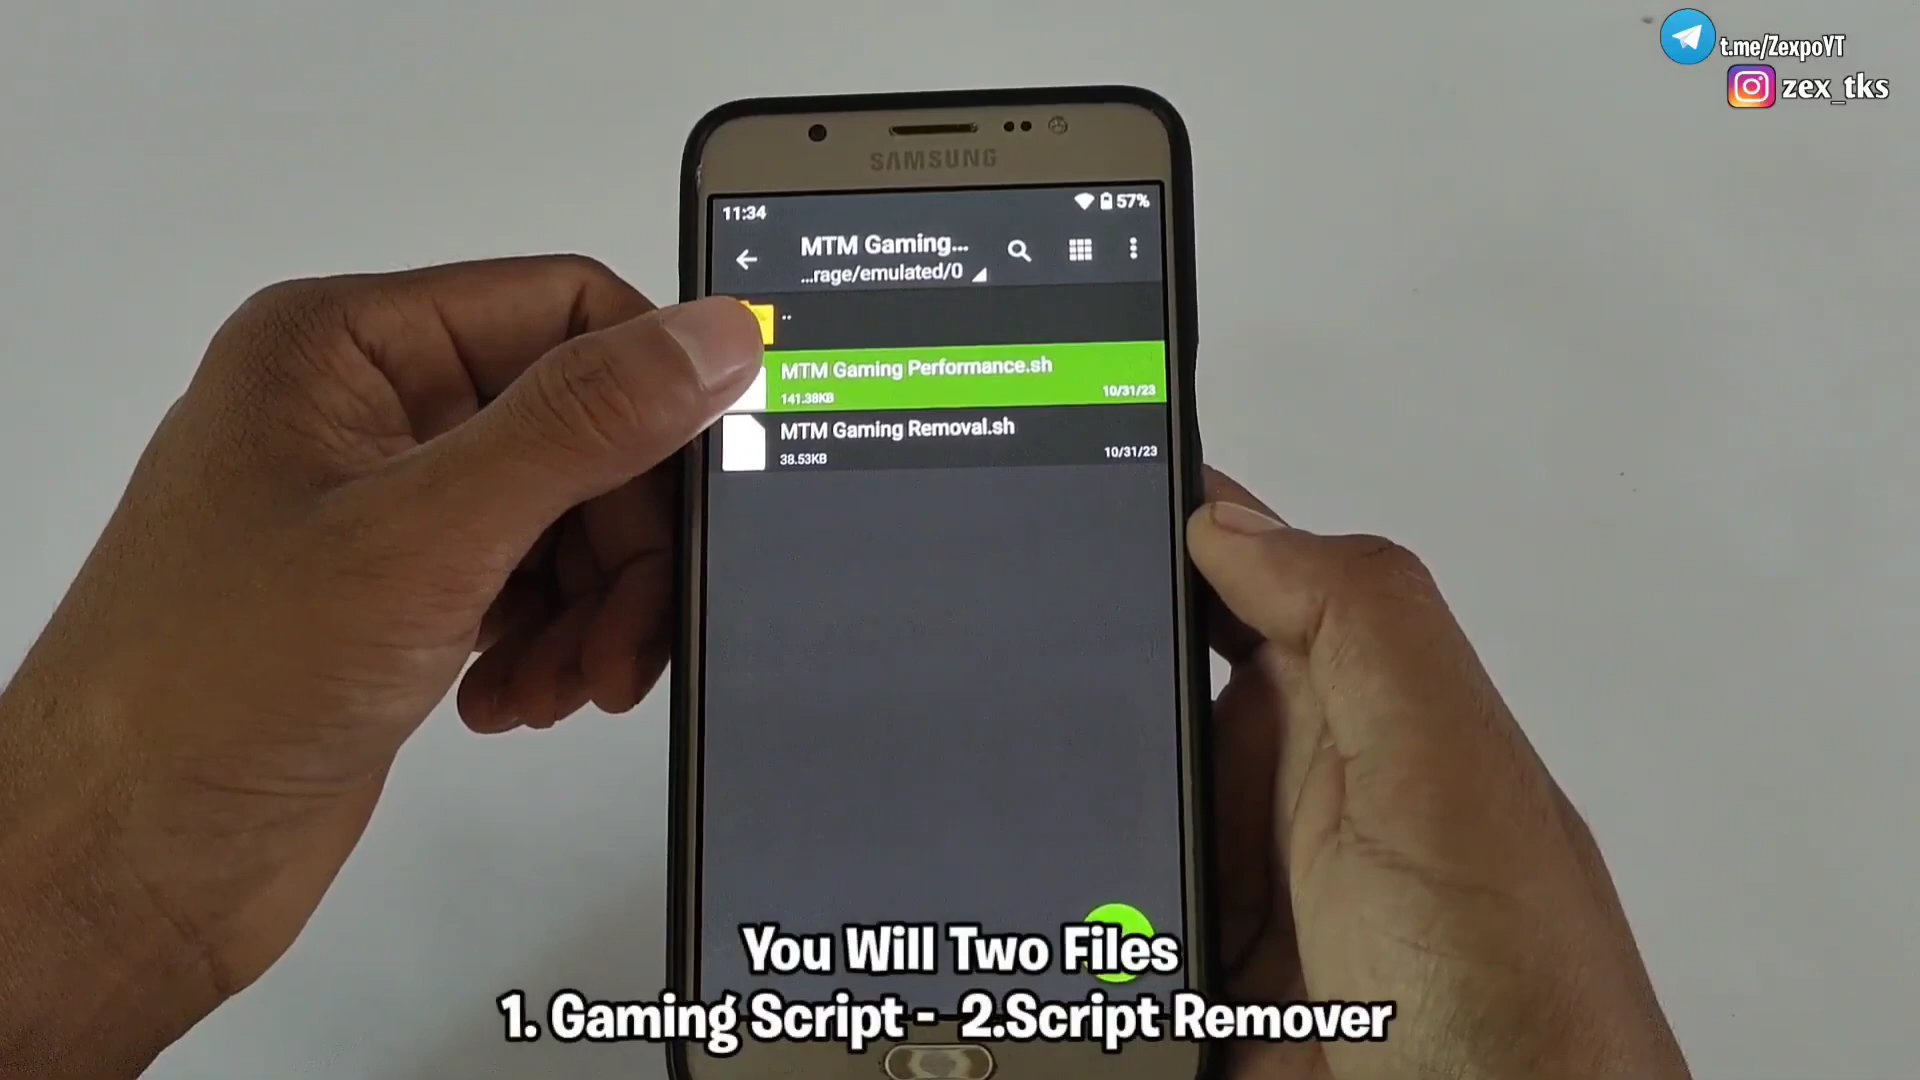 t.me/ZexpoYT
zex_tks
SAMSUNG
11:34
57%
MTM Gaming...
...rage/emulated/0
..
MTM Gaming Performance.sh
141.38KB
10/31/23
MTM Gaming Removal.sh
38.53KB
10/31/23
You Will Two Files
1. Gaming Script - 2.Script Remover